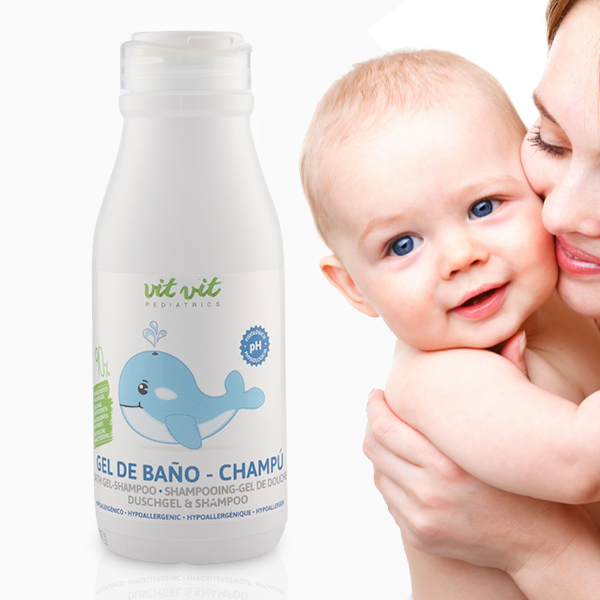 vit vit
PEDIATRICS
pH
90%
GEL DE BAÑO - CHAMPÚ
BATH GEL-SHAMPOO • SHAMPOOING-GEL DE DOUCHE
DUSCHGEL & SHAMPOO
HIPOALERGÉNICO • HYPOALLERGENIC • HYPOALLERGÉNIQUE • HYPOALLERGEN